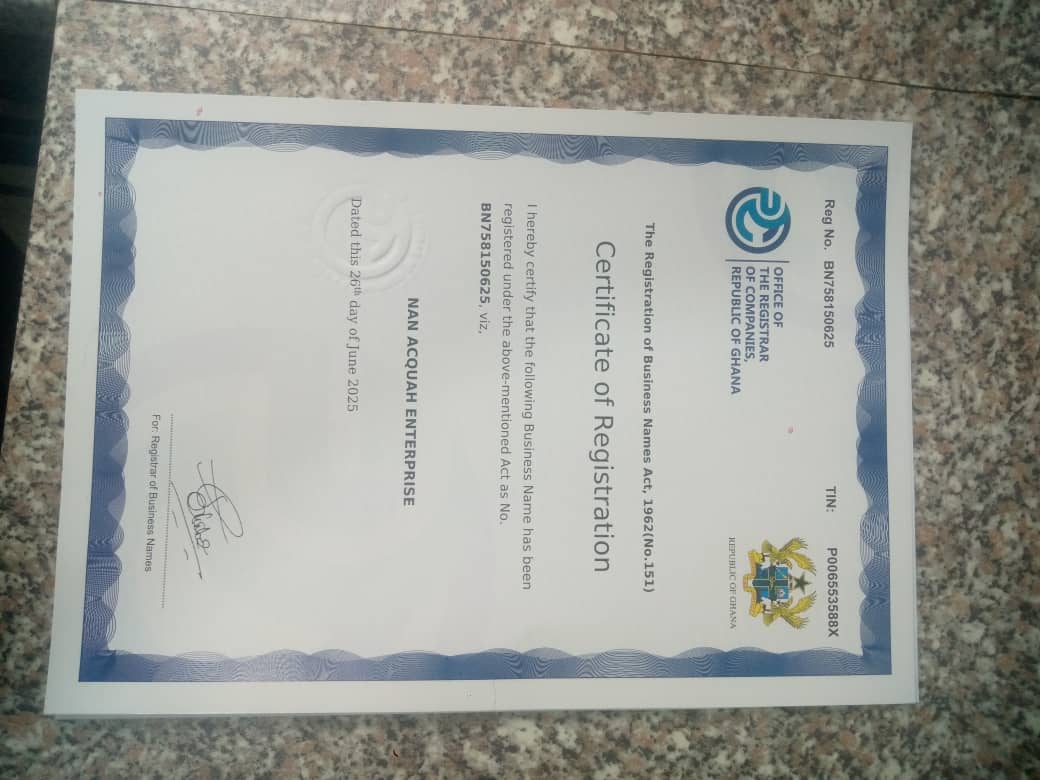 Reg No. BN758150625 TIN: P006553588X
OFFICE OF
THE REGISTRAR
OF COMPANIES,
REPUBLIC OF GHANA
REPUBLIC OF GHANA
The Registration of Business Names Act, 1962(No.151)
Certificate of Registration
I hereby certify that the following Business Name has been
registered under the above-mentioned Act as No.
BN758150625, viz,
NAN ACQUAH ENTERPRISE
Dated this 26th day of June 2025
For: Registrar of Business Names